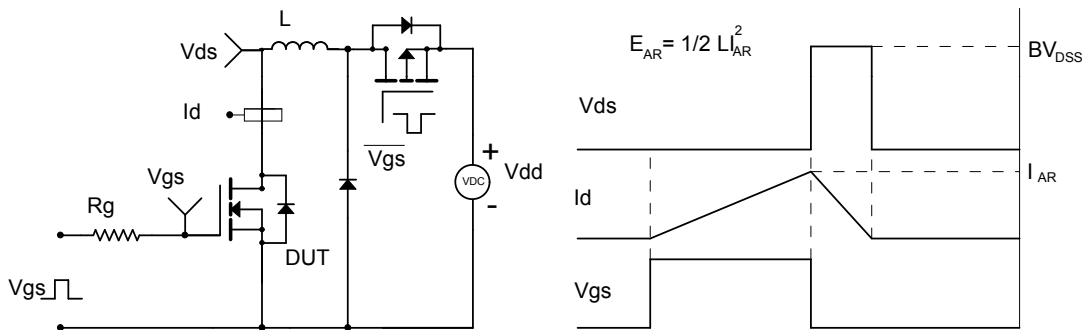 L
Vds
Id
Vgs
Vgs
Rg
DUT
Vgs
VDC
+
-
Vdd
E_AR = 1/2 LI²_AR
BV_DSS
Vds
I_AR
Id
Vgs